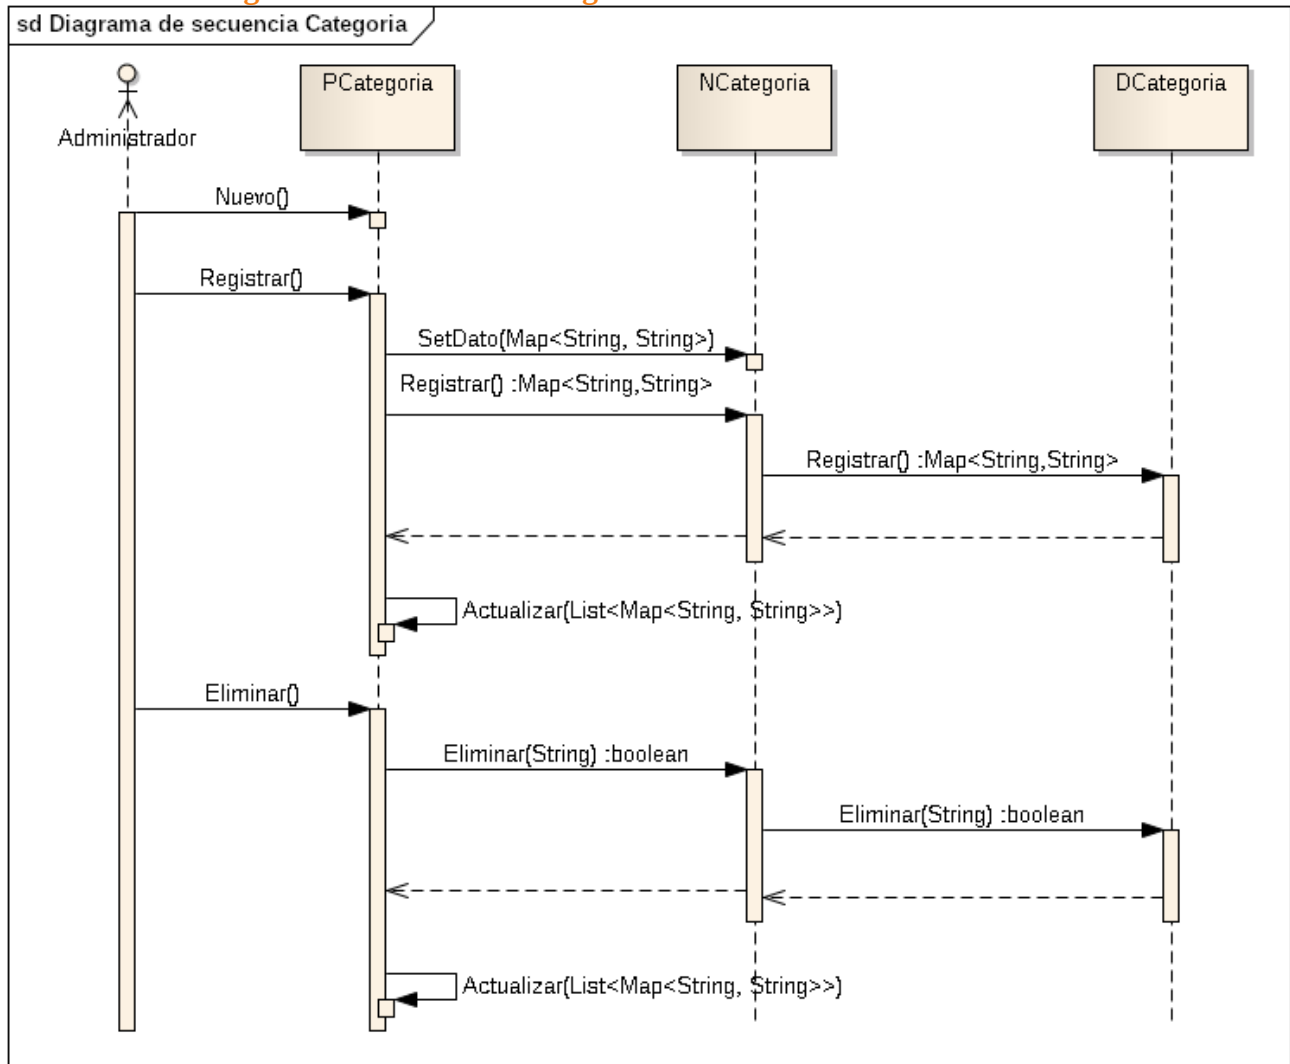 sd Diagrama de secuencia Categoria
PCategoria
NCategoria
DCategoria
Administrador
Nuevo()
Registrar()
SetDato(Map<String, String>)
Registrar() :Map<String,String>
Registrar() :Map<String,String>
Actualizar(List<Map<String, String>>)
Eliminar()
Eliminar(String) :boolean
Eliminar(String) :boolean
Actualizar(List<Map<String, String>>)